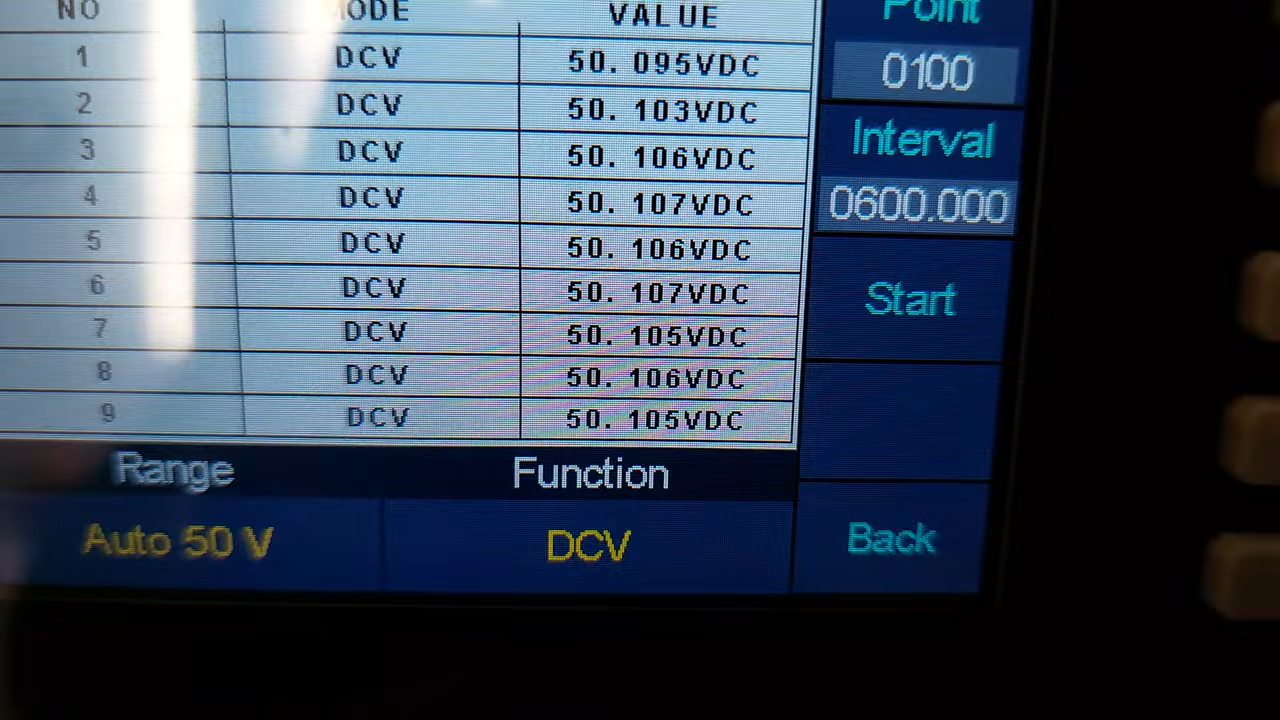 NO MODE VALUE
1 DCV 50. 095VDC
2 DCV 50. 103VDC
3 DCV 50. 106VDC
4 DCV 50. 107VDC
5 DCV 50. 106VDC
6 DCV 50. 107VDC
7 DCV 50. 105VDC
8 DCV 50. 106VDC
9 DCV 50. 105VDC
Range Function
Auto 50 V DCV
Point
0100
Interval
0600.000
Start
Back